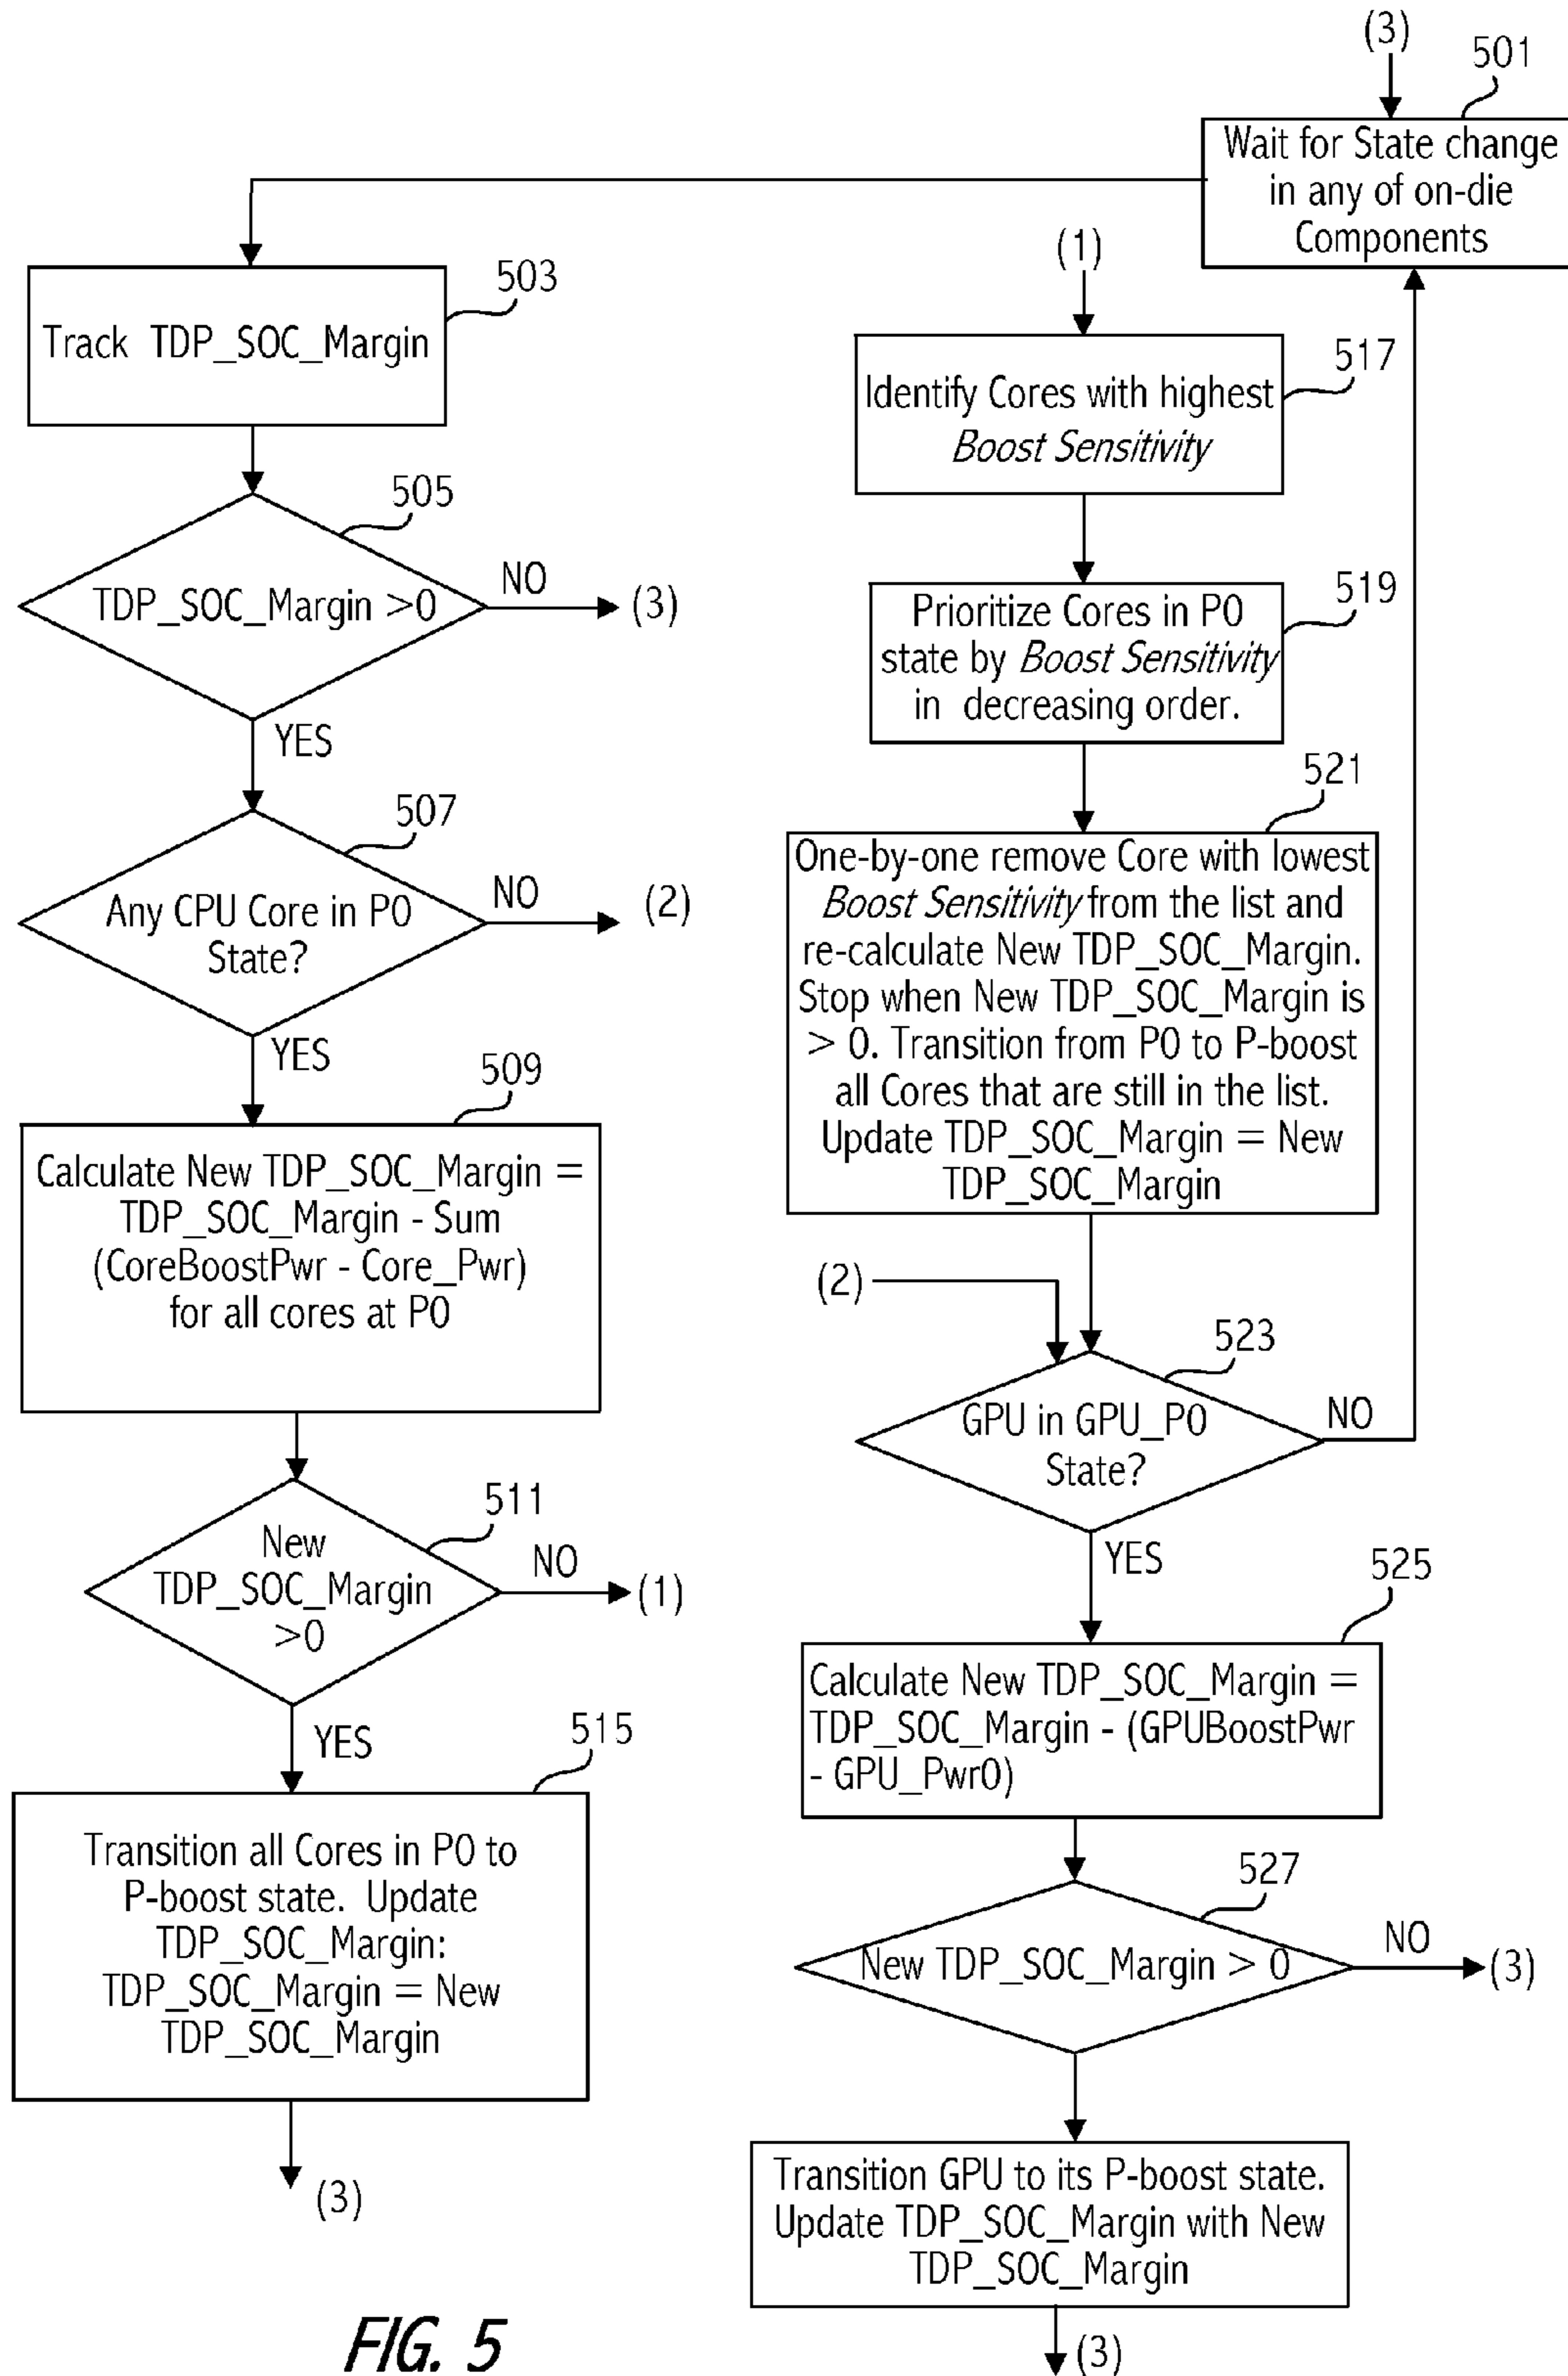 (3)
501
Wait for State change
in any of on-die
Components
503
Track TDP_SOC_Margin
505
TDP_SOC_Margin >0
NO
(3)
YES
507
Any CPU Core in P0
State?
NO
(2)
YES
509
Calculate New TDP_SOC_Margin =
TDP_SOC_Margin - Sum
(CoreBoostPwr - Core_Pwr)
for all cores at P0
511
New
TDP_SOC_Margin
>0
NO
(1)
YES
515
Transition all Cores in P0 to
P-boost state. Update
TDP_SOC_Margin:
TDP_SOC_Margin = New
TDP_SOC_Margin
(3)
(1)
517
Identify Cores with highest
Boost Sensitivity
519
Prioritize Cores in P0
state by Boost Sensitivity
in decreasing order.
521
One-by-one remove Core with lowest
Boost Sensitivity from the list and
re-calculate New TDP_SOC_Margin.
Stop when New TDP_SOC_Margin is
> 0. Transition from P0 to P-boost
all Cores that are still in the list.
Update TDP_SOC_Margin = New
TDP_SOC_Margin
(2)
523
GPU in GPU_P0
State?
NO
YES
525
Calculate New TDP_SOC_Margin =
TDP_SOC_Margin - (GPUBoostPwr
- GPU_Pwr0)
527
New TDP_SOC_Margin > 0
NO
(3)
Transition GPU to its P-boost state.
Update TDP_SOC_Margin with New
TDP_SOC_Margin
(3)
FIG. 5